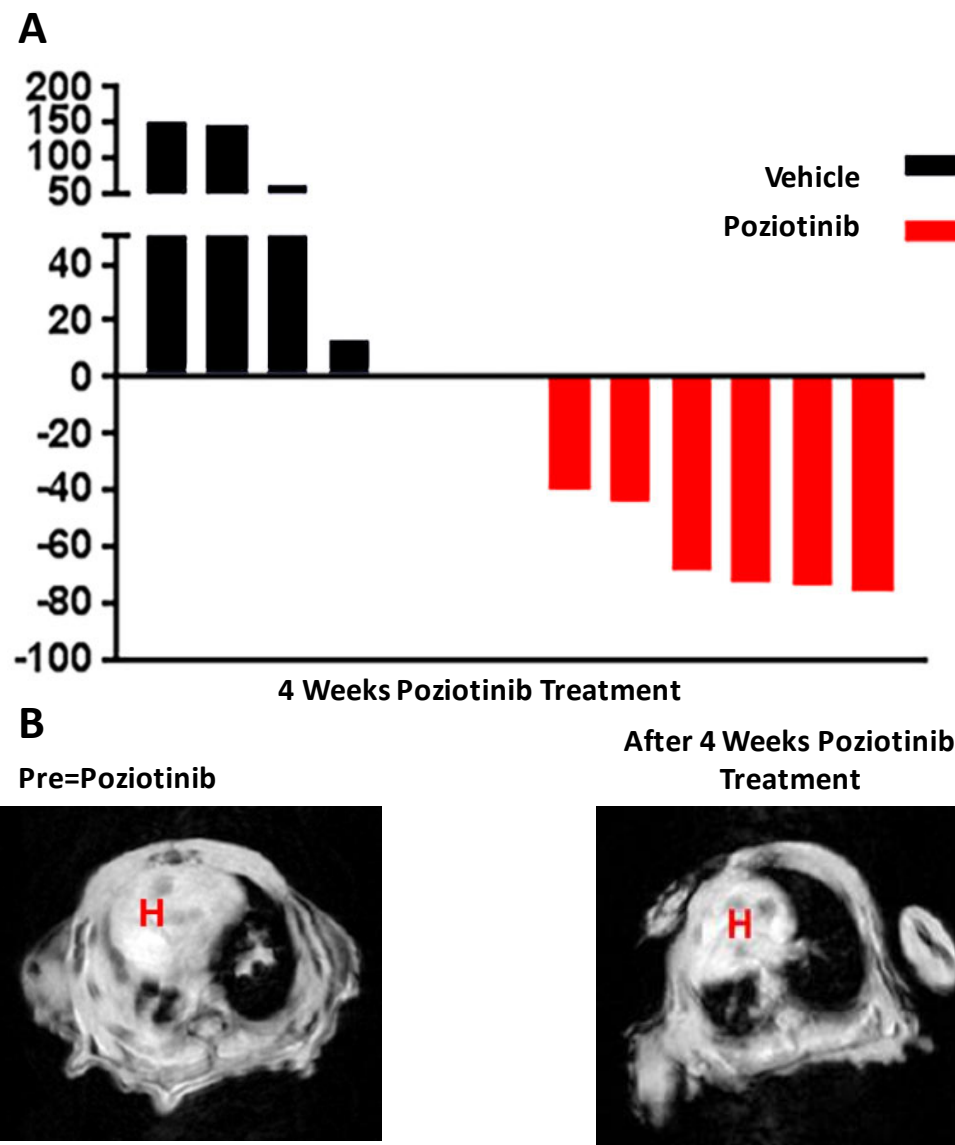 A
200
150
100
50
40
20
0
-20
-40
-60
-80
-100
Vehicle
Poziotinib
4 Weeks Poziotinib Treatment
B
Pre=Poziotinib
After 4 Weeks Poziotinib
Treatment
H
H